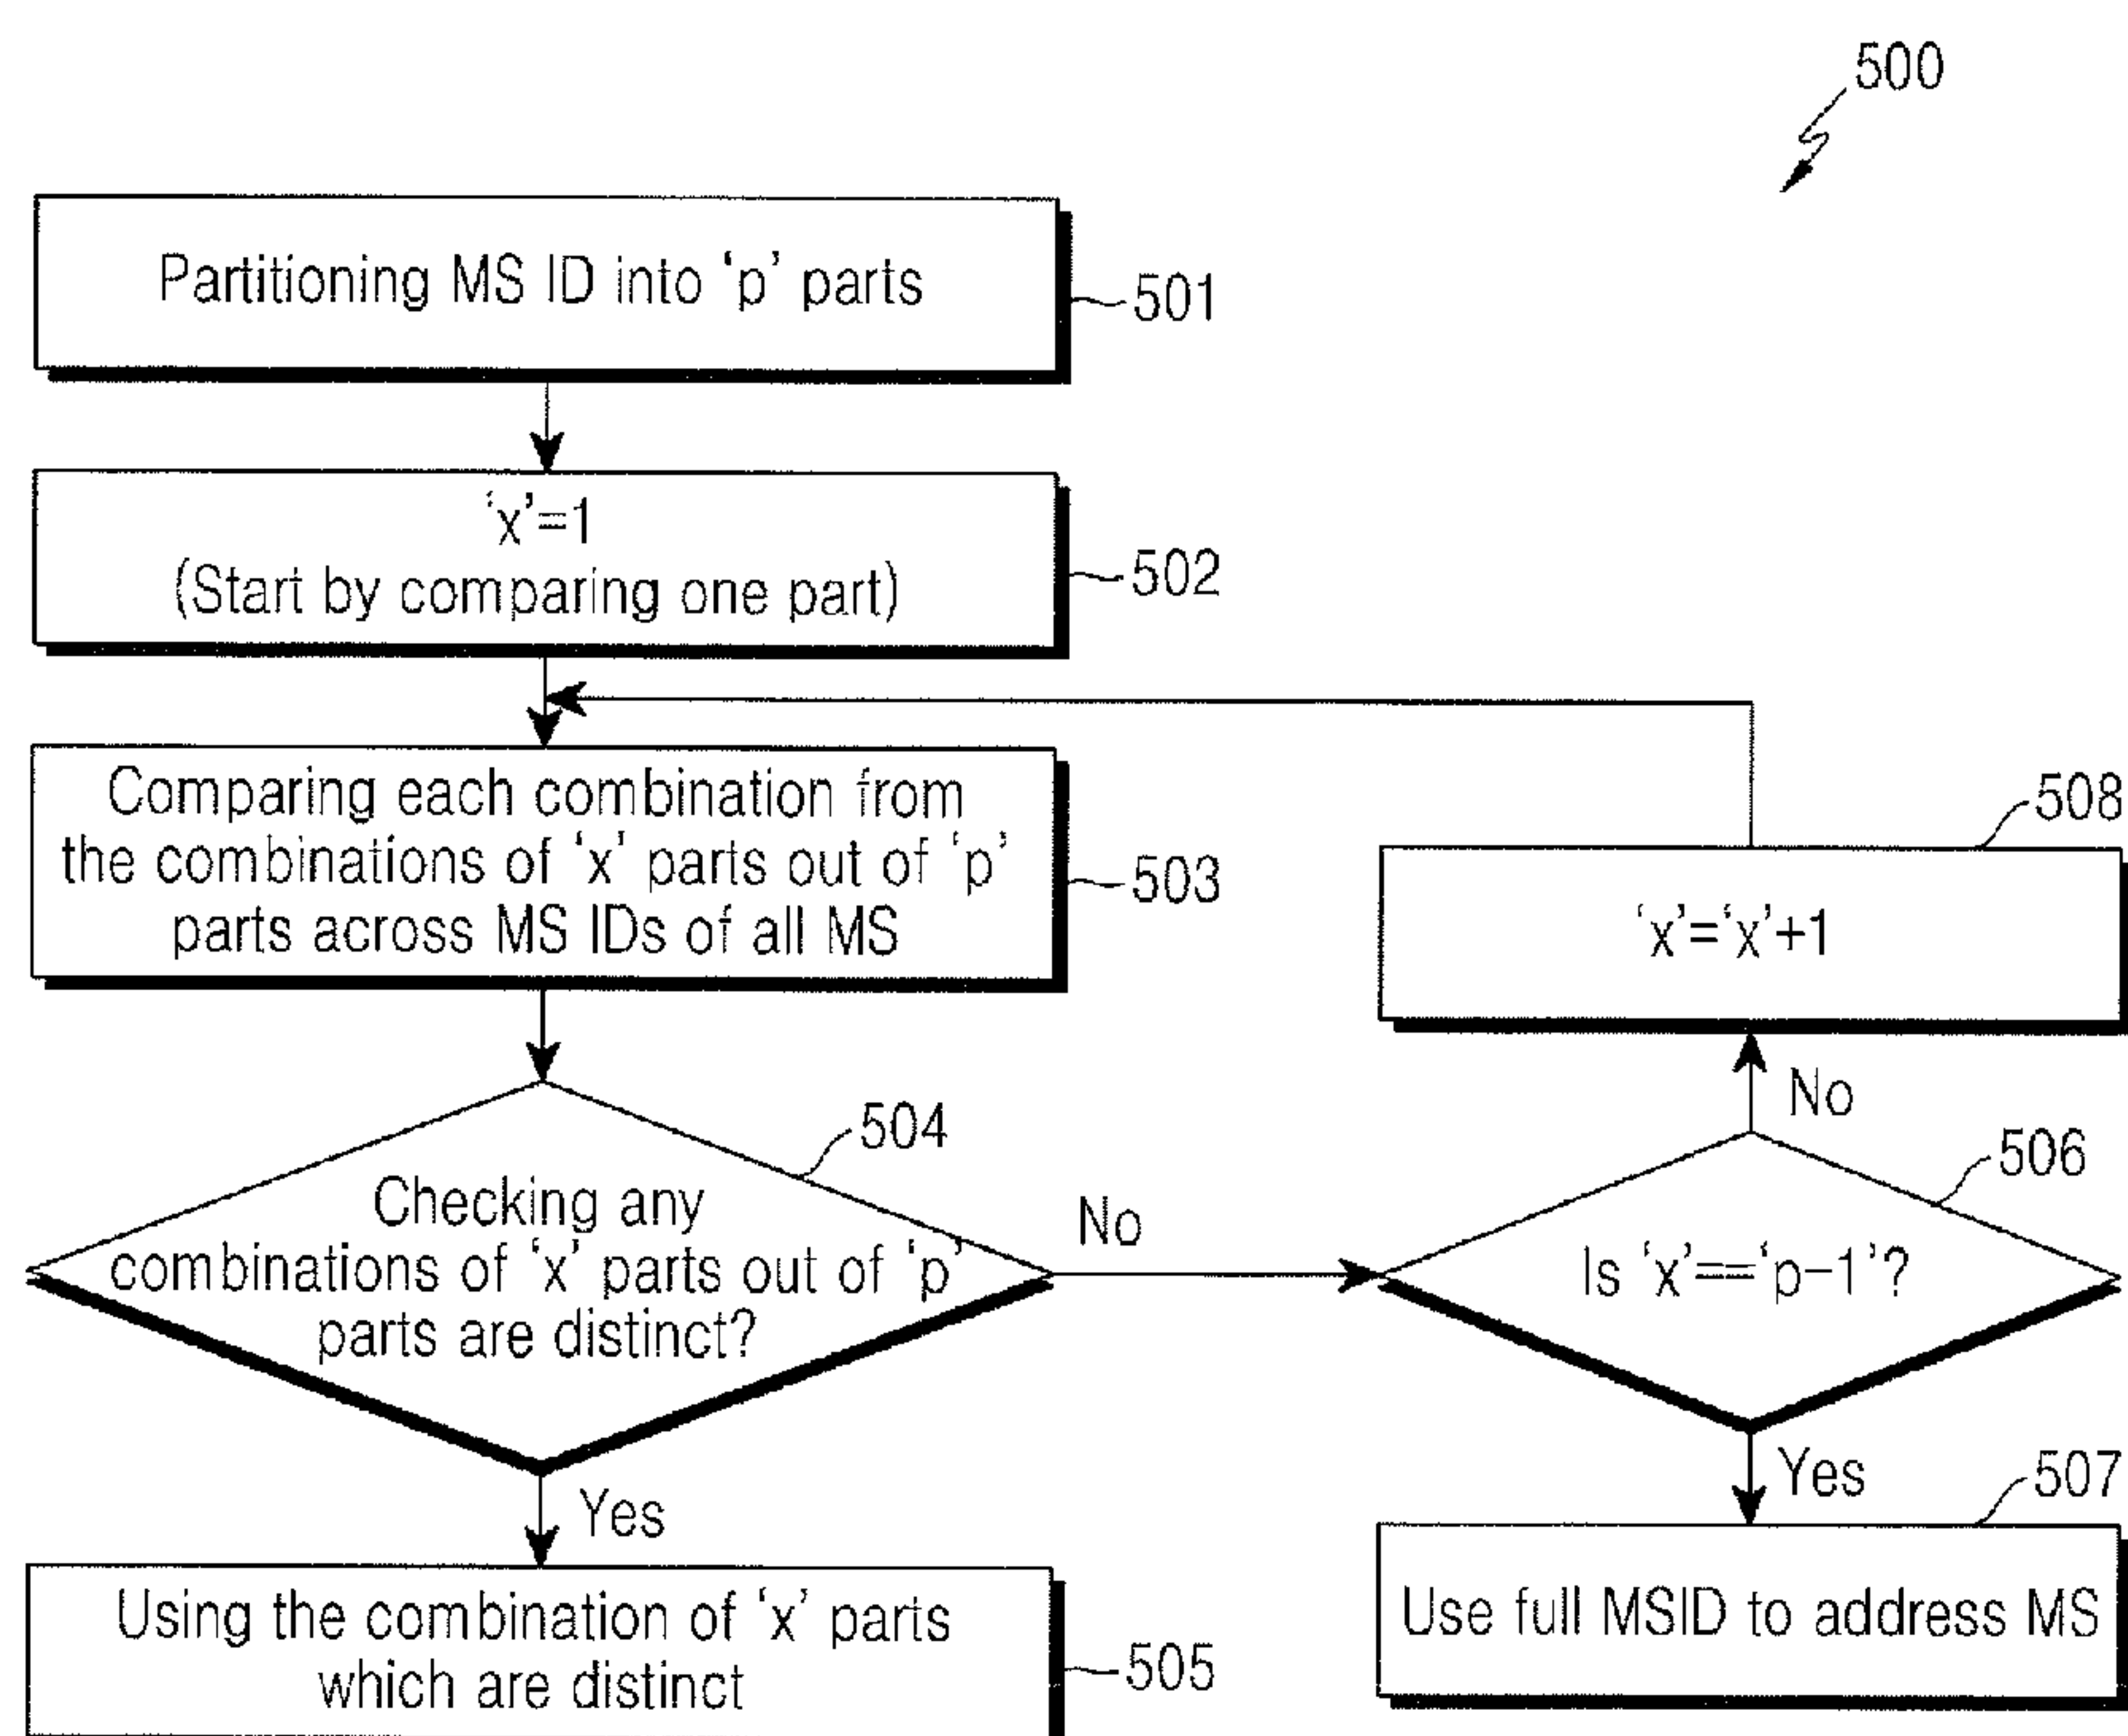 500
Partitioning MS ID into ‘p’ parts
501
‘x’=1
(Start by comparing one part)
502
Comparing each combination from
the combinations of ‘x’ parts out of ‘p’
parts across MS IDs of all MS
503
508
‘x’=‘x’+1
No
504
Checking any
combinations of ‘x’ parts out of ‘p’
parts are distinct?
No
506
Is ‘x’==‘p-1’?
Yes
Using the combination of ‘x’ parts
which are distinct
505
Yes
507
Use full MSID to address MS